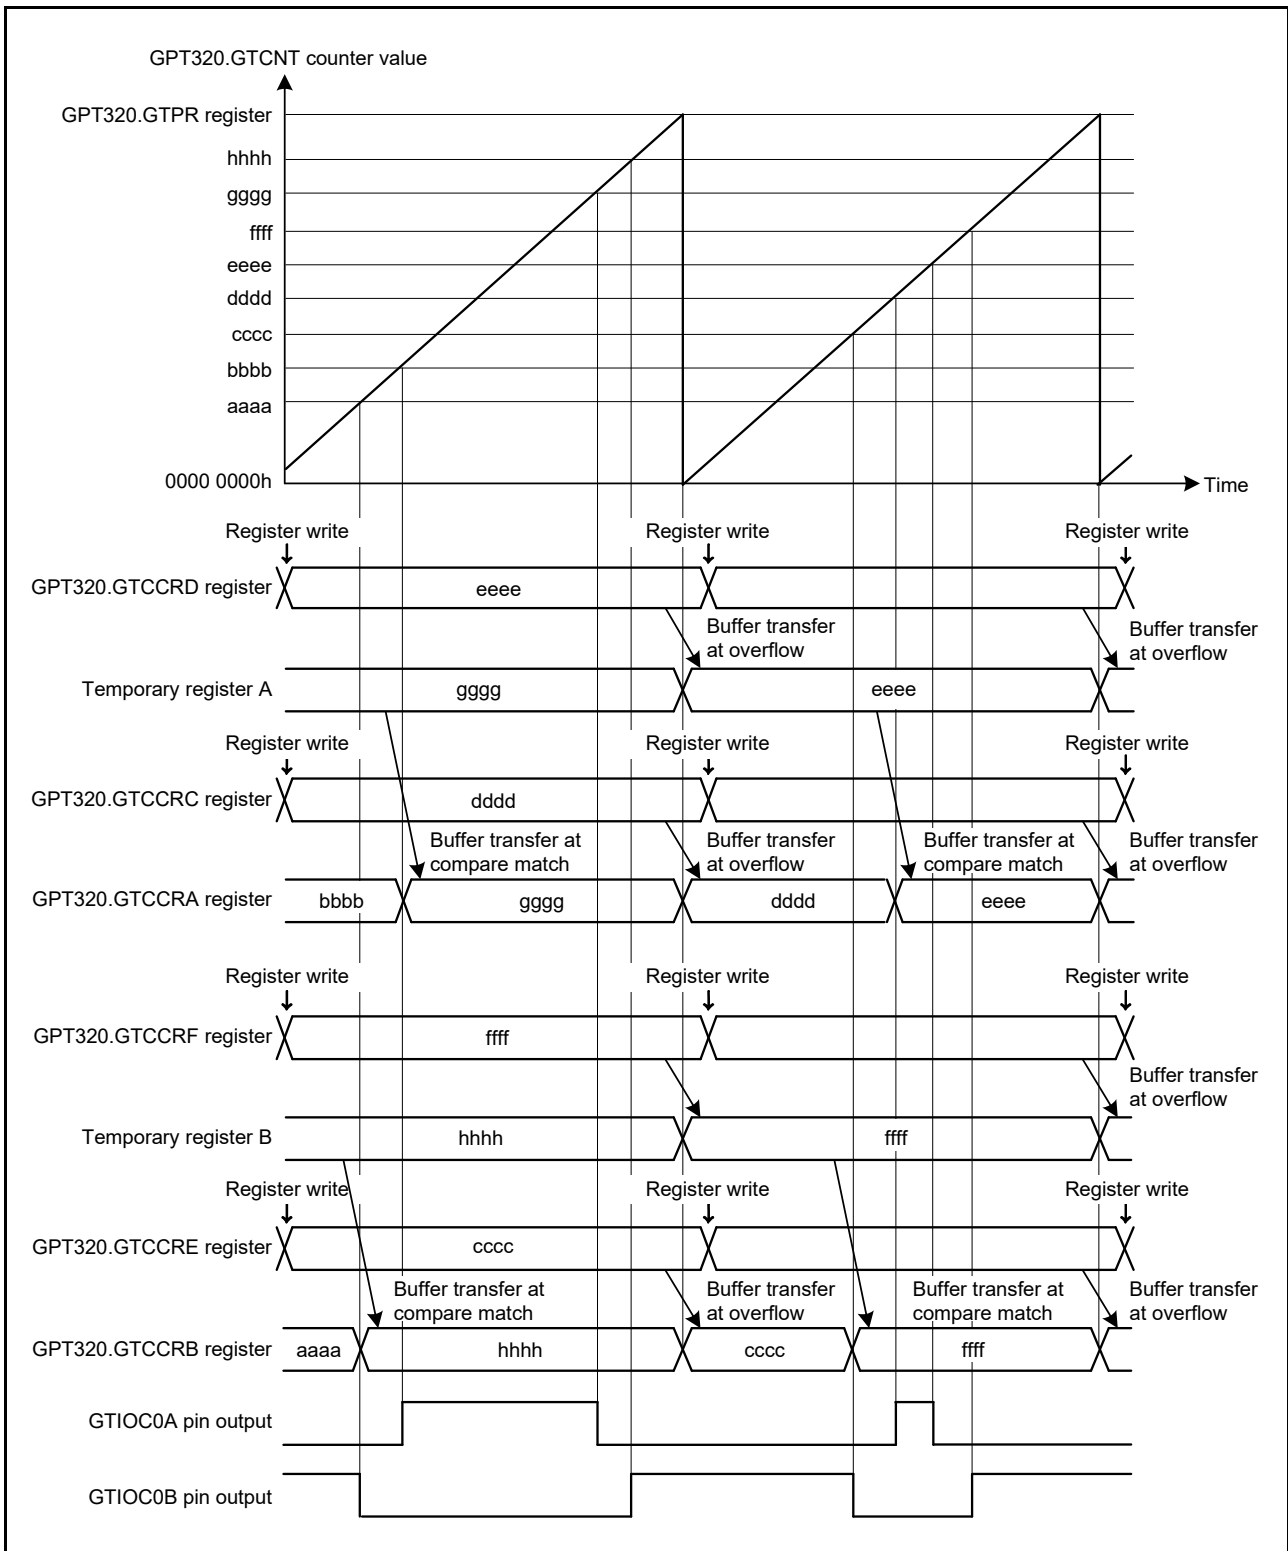 GPT320.GTCNT counter value
GPT320.GTPR register
hhhh
gggg
ffff
eeee
dddd
cccc
bbbb
aaaa
0000 0000h
Time
Register write Register write Register write
GPT320.GTCCRD register eeee
Buffer transfer
at overflow
Buffer transfer
at overflow
Temporary register A gggg eeee
Register write Register write Register write
GPT320.GTCCRC register dddd
Buffer transfer at
compare match
Buffer transfer
at overflow
Buffer transfer at
compare match
Buffer transfer
at overflow
GPT320.GTCCRA register bbbb gggg dddd eeee
Register write Register write Register write
GPT320.GTCCRF register ffff
Buffer transfer
at overflow
Temporary register B hhhh ffff
Register write Register write Register write
GPT320.GTCCRE register cccc
Buffer transfer at
compare match
Buffer transfer
at overflow
Buffer transfer at
compare match
Buffer transfer
at overflow
GPT320.GTCCRB register aaaa hhhh cccc ffff
GTIOC0A pin output
GTIOC0B pin output